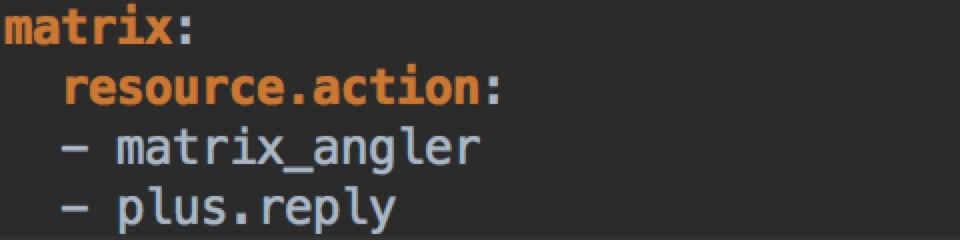 matrix:
  resource.action:
  - matrix_angler
  - plus.reply